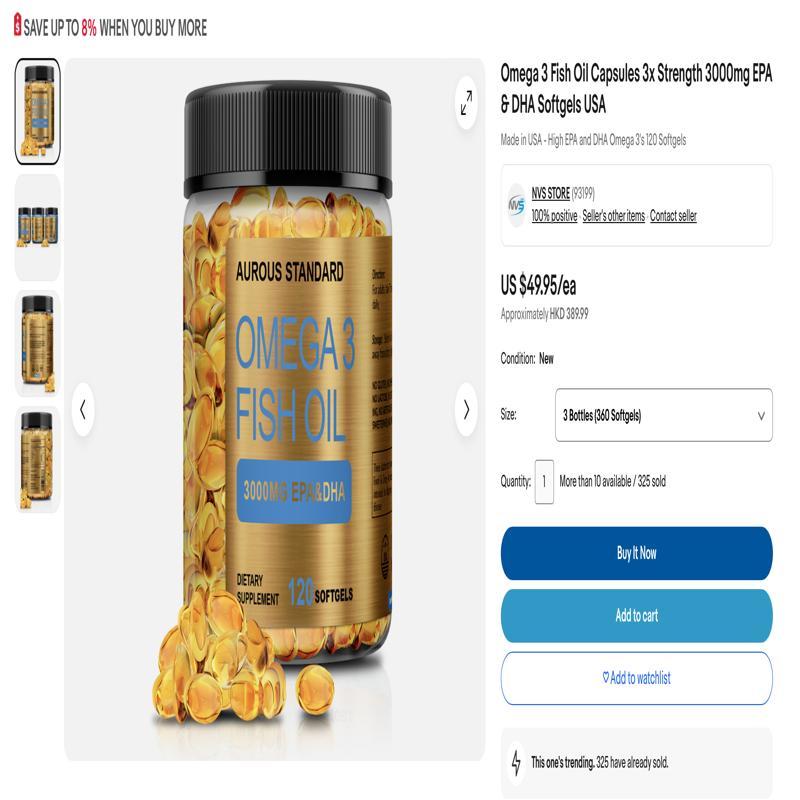 SAVE UP TO 8% WHEN YOU BUY MORE
AUROUS STANDARD
OMEGA 3
FISH OIL
3000MG EPA&DHA
DIETARY
SUPPLEMENT
120 SOFTGELS
Omega 3 Fish Oil Capsules 3x Strength 3000mg EPA
& DHA Softgels USA
Made in USA - High EPA and DHA Omega 3's 120 Softgels
NVS
NVS STORE (93199)
100% positive · Seller's other items · Contact seller
US $49.95/ea
Approximately HKD 389.99
Condition: New
Size: 3 Bottles (360 Softgels)
Quantity: 1 More than 10 available / 325 sold
Buy It Now
Add to cart
Add to watchlist
This one's trending. 325 have already sold.